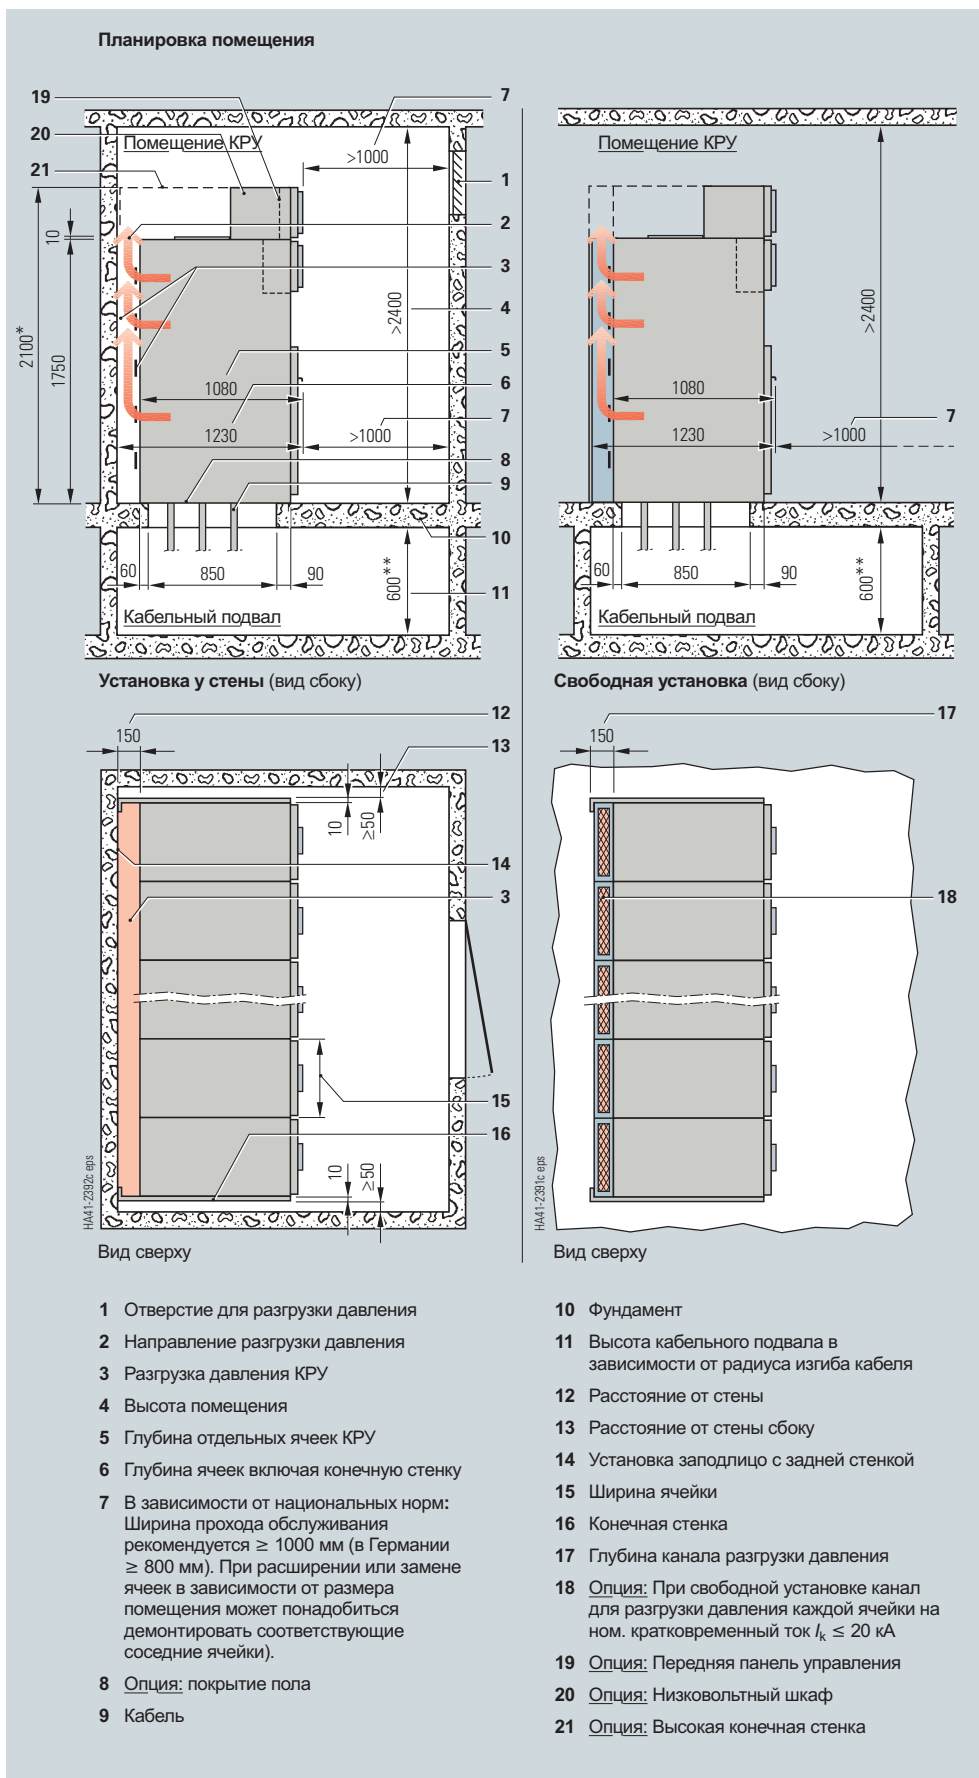 Планировка помещения
19
7
20
Помещение КРУ
>1000
21
1
2
10
3
>2400
4
2100*
1750
5
1080
6
1230
>1000
7
8
9
10
60
850
90
600**
11
Кабельный подвал
Установка у стены (вид сбоку)
Помещение КРУ
>2400
1080
1230
>1000
7
60
850
90
600**
Кабельный подвал
Свободная установка (вид сбоку)
12
150
13
10
≥50
14
3
15
16
10
≥50
HA41-2392c eps
Вид сверху
17
150
18
HA41-2391c eps
Вид сверху
1 Отверстие для разгрузки давления
2 Направление разгрузки давления
3 Разгрузка давления КРУ
4 Высота помещения
5 Глубина отдельных ячеек КРУ
6 Глубина ячеек включая конечную стенку
7 В зависимости от национальных норм:
Ширина прохода обслуживания
рекомендуется ≥ 1000 мм (в Германии
≥ 800 мм). При расширении или замене
ячеек в зависимости от размера
помещения может понадобиться
демонтировать соответствующие
соседние ячейки).
8 Опция: покрытие пола
9 Кабель
10 Фундамент
11 Высота кабельного подвала в
зависимости от радиуса изгиба кабеля
12 Расстояние от стены
13 Расстояние от стены сбоку
14 Установка заподлицо с задней стенкой
15 Ширина ячейки
16 Конечная стенка
17 Глубина канала разгрузки давления
18 Опция: При свободной установке канал
для разгрузки давления каждой ячейки на
ном. кратковременный ток Ik ≤ 20 кА
19 Опция: Передняя панель управления
20 Опция: Низковольтный шкаф
21 Опция: Высокая конечная стенка